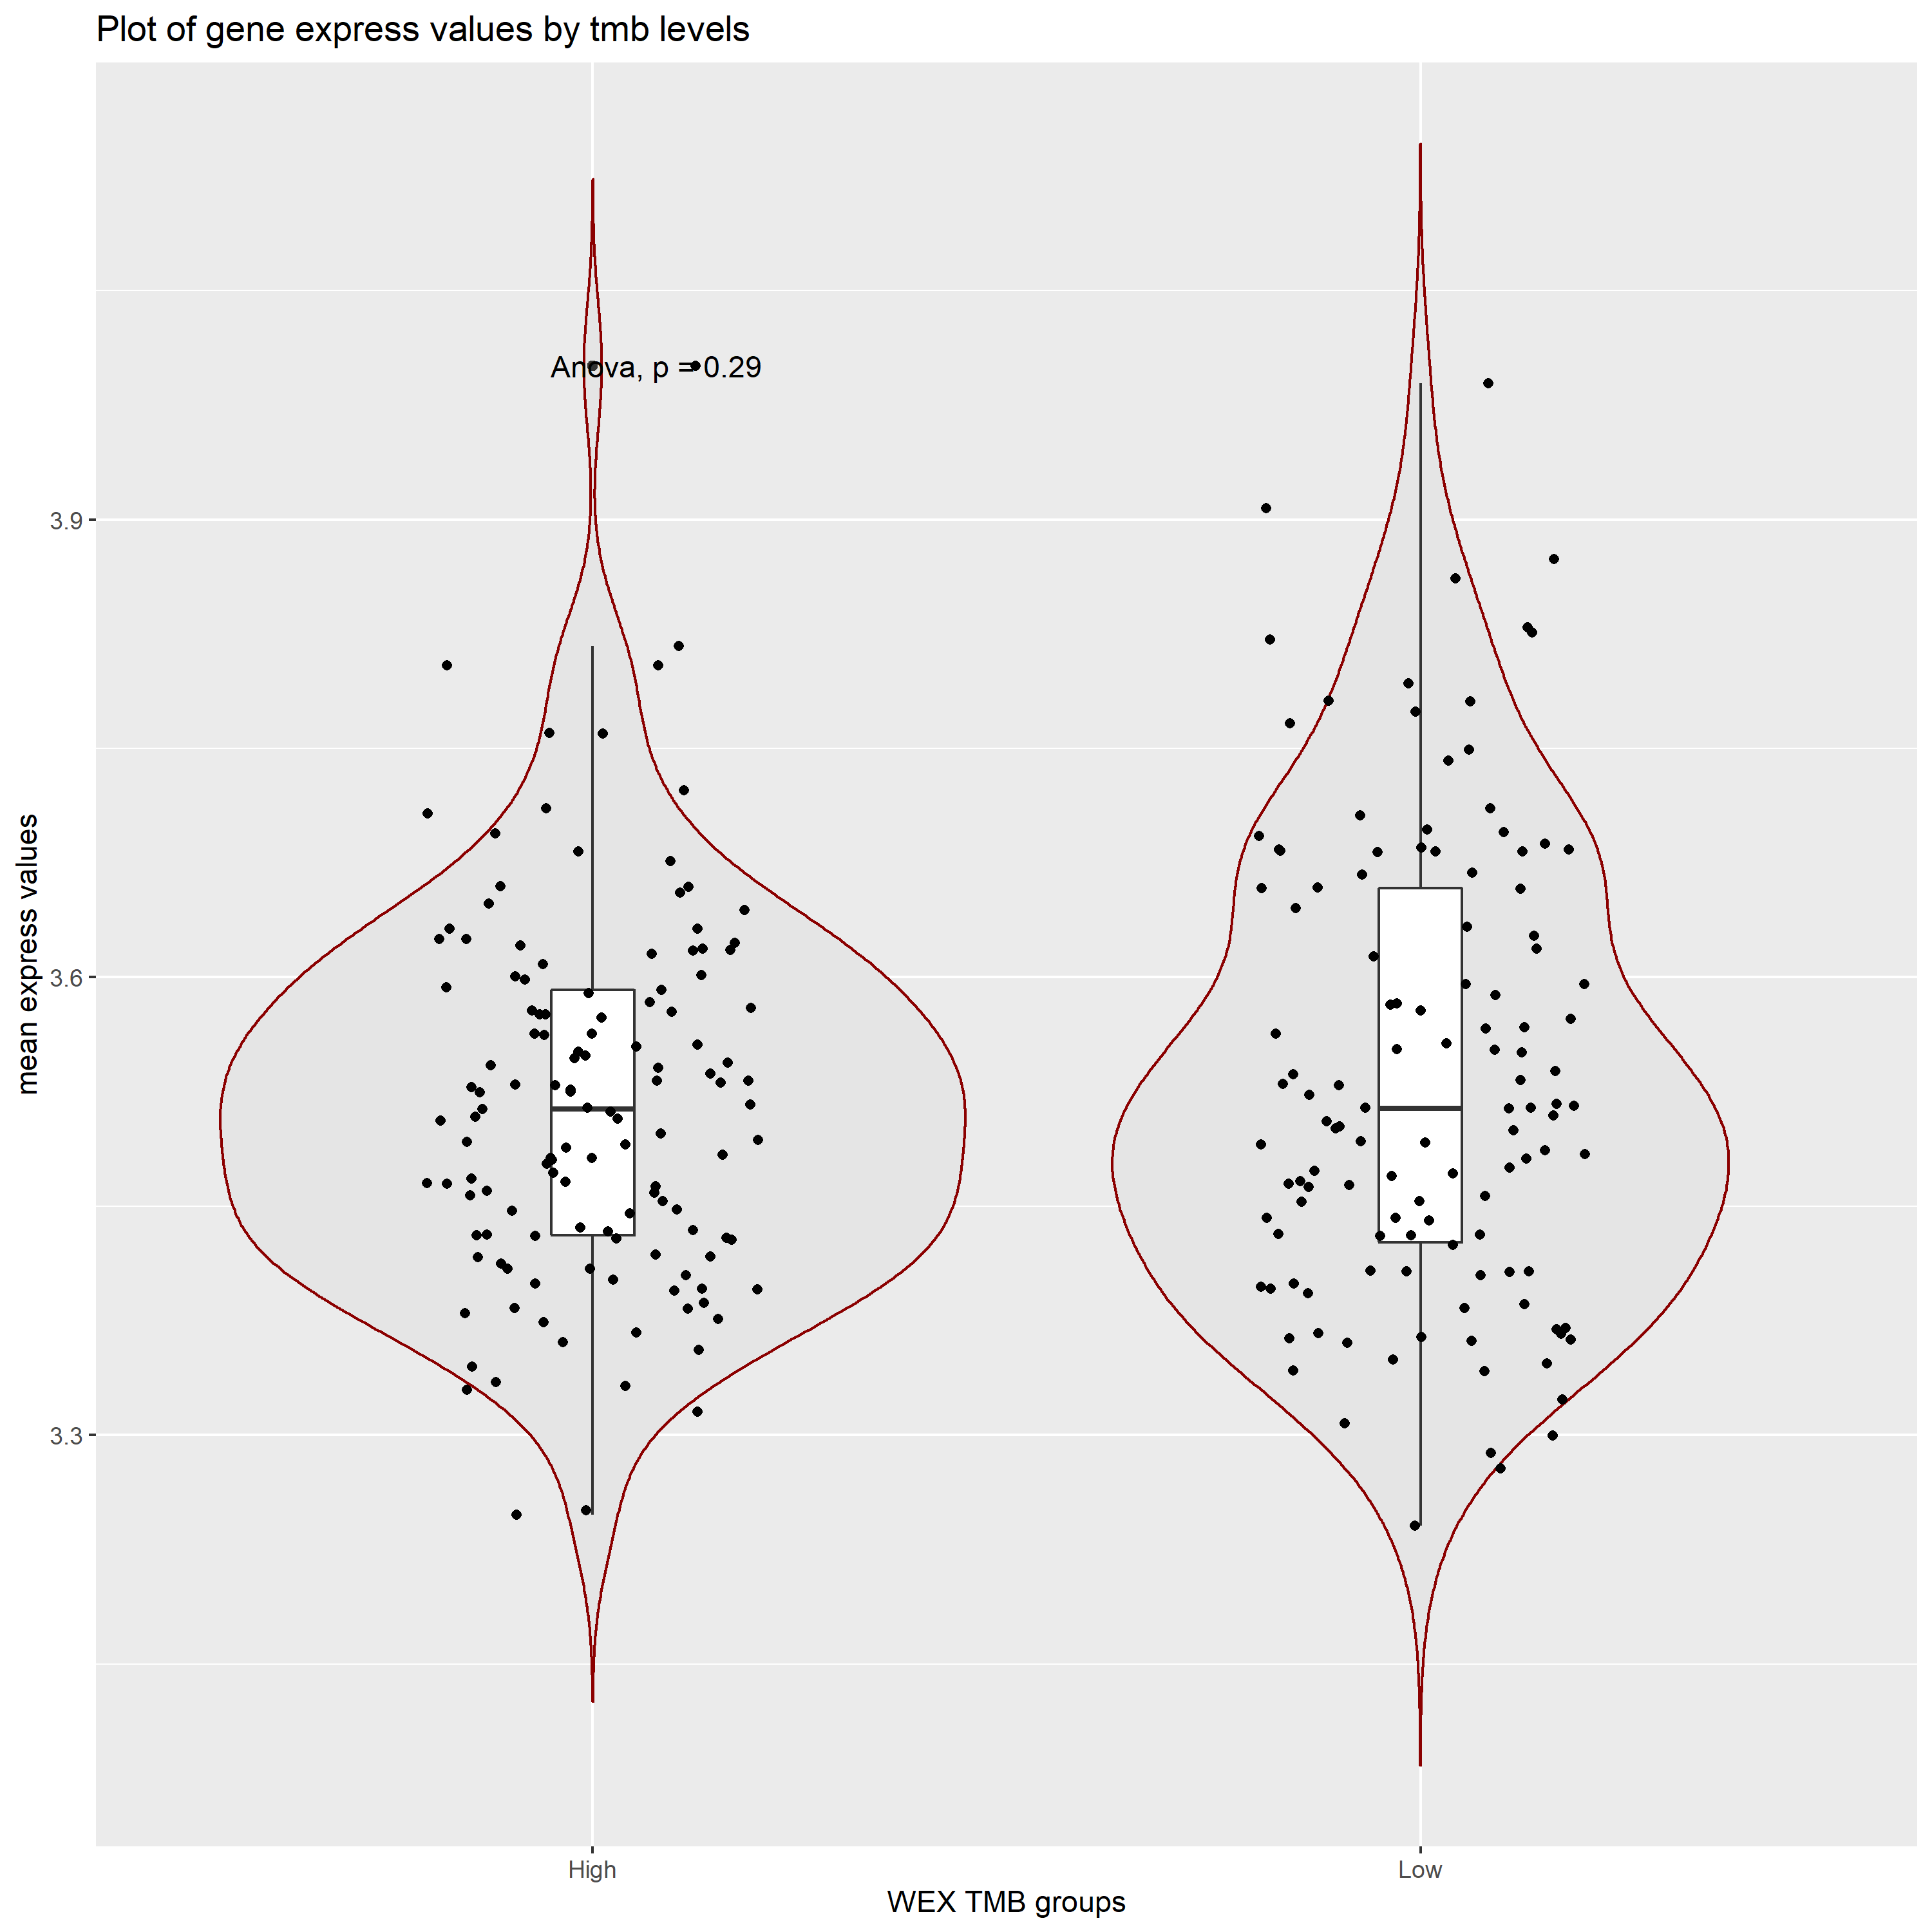 Plot of gene express values by tmb levels
Anova, p = 0.29
3.9
3.6
3.3
mean express values
High
Low
WEX TMB groups